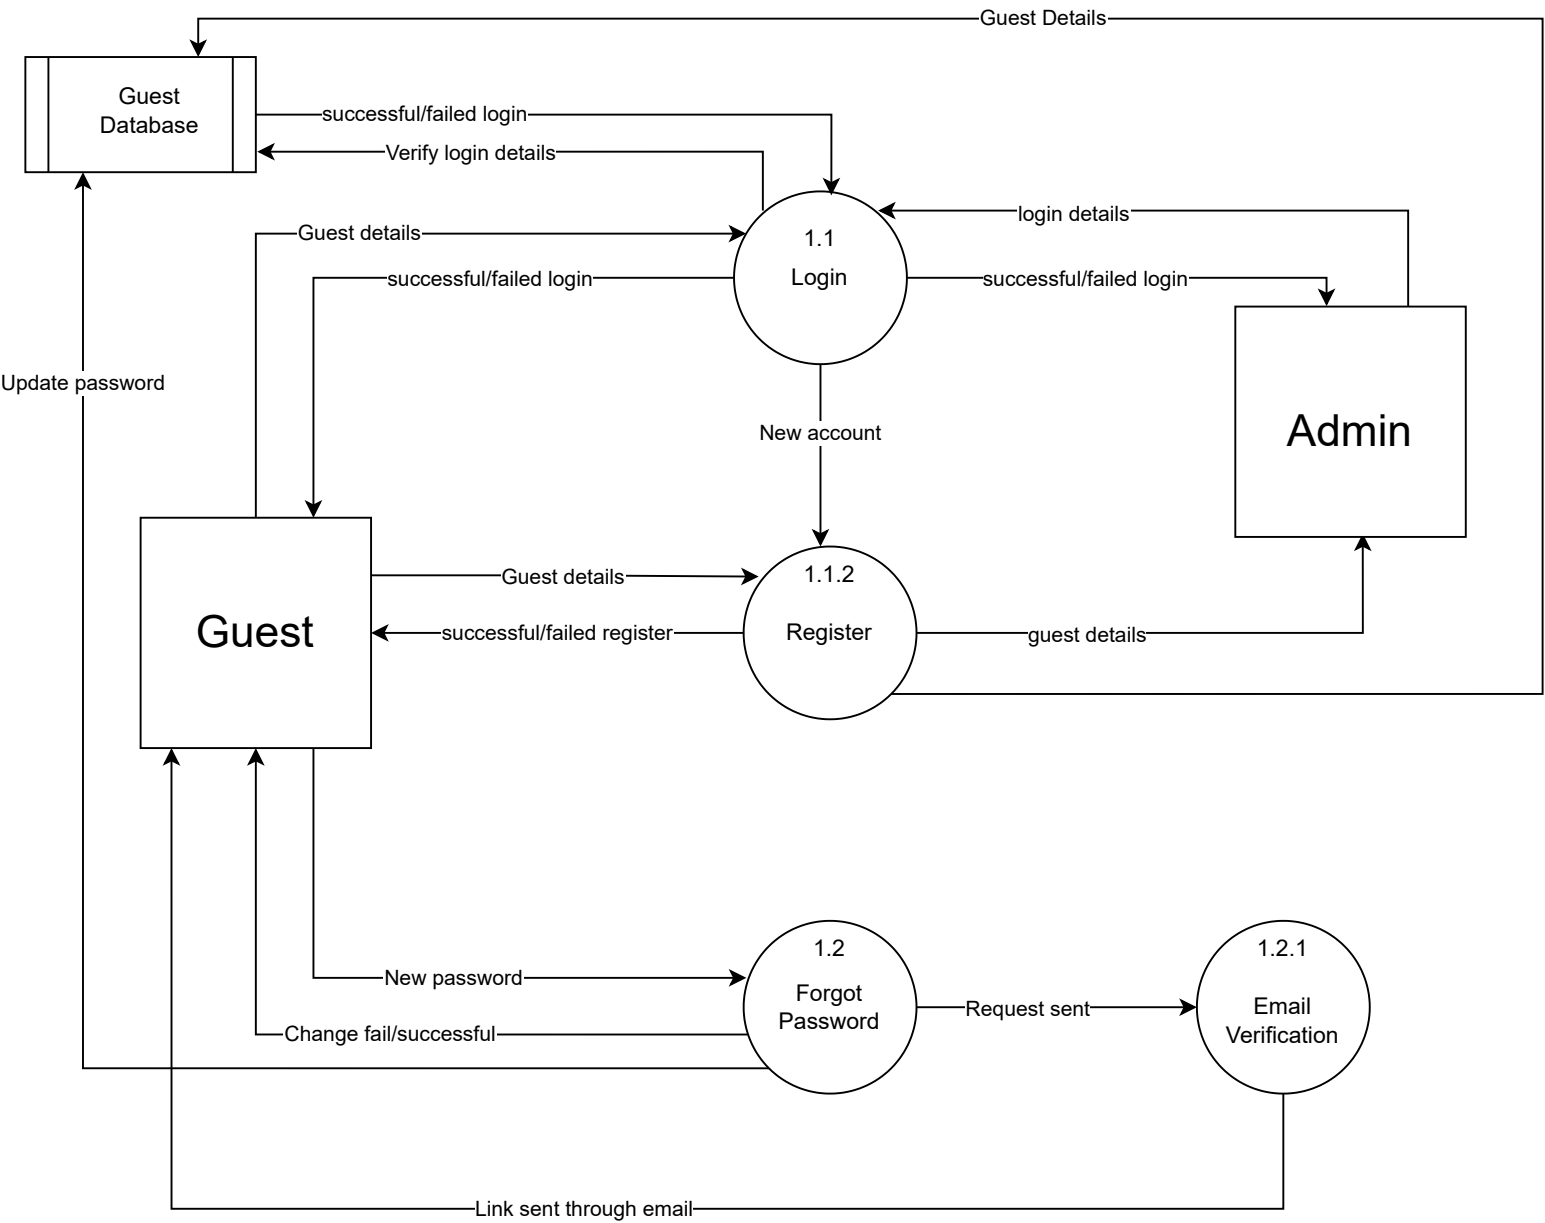 Guest Details
Guest
Database
successful/failed login
Verify login details
login details
Guest details
1.1
Login
successful/failed login
successful/failed login
Update password
New account
Admin
Guest
Guest details
1.1.2
Register
successful/failed register
guest details
New password
Change fail/successful
1.2
Forgot
Password
Request sent
1.2.1
Email
Verification
Link sent through email